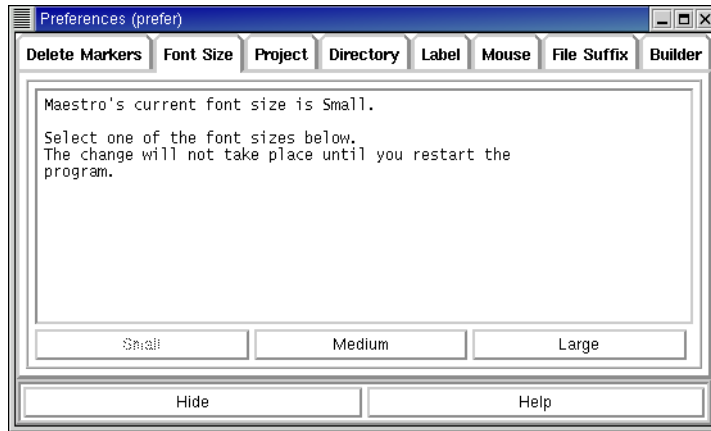 Preferences (prefer)
Delete Markers Font Size Project Directory Label Mouse File Suffix Builder
Maestro's current font size is Small.
Select one of the font sizes below.
The change will not take place until you restart the
program.
Small Medium Large
Hide Help